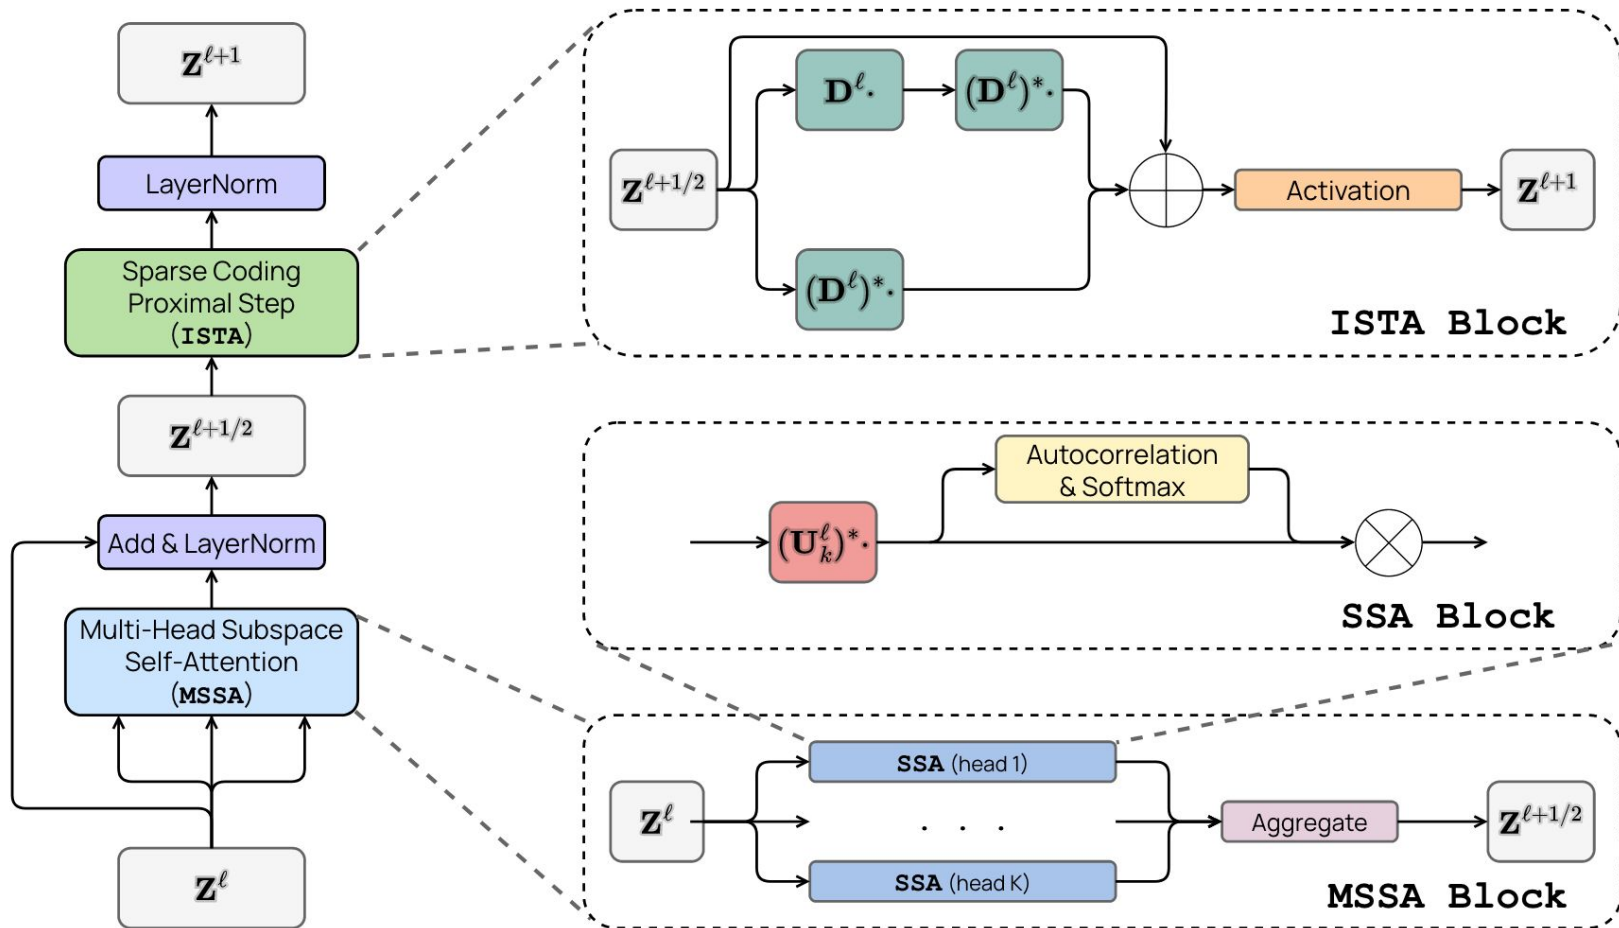 Z^{ℓ+1}
LayerNorm
Sparse Coding
Proximal Step
(ISTA)
Z^{ℓ+1/2}
Add & LayerNorm
Multi-Head Subspace
Self-Attention
(MSSA)
Z^ℓ
Z^{ℓ+1/2}
D^ℓ·
(D^ℓ)*·
(D^ℓ)*·
Activation
Z^{ℓ+1}
ISTA Block
(U_k^ℓ)*·
Autocorrelation
& Softmax
SSA Block
Z^ℓ
SSA (head 1)
. . .
SSA (head K)
Aggregate
Z^{ℓ+1/2}
MSSA Block